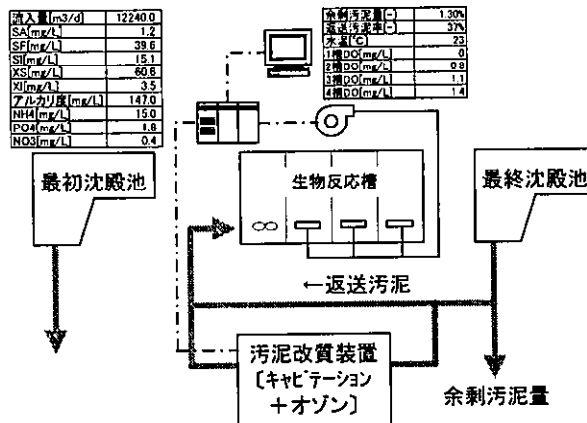 流入量[m3/d] 12240.0
SA[mg/L] 1.2
SF[mg/L] 39.6
SI[mg/L] 15.1
XS[mg/L] 60.6
XI[mg/L] 3.5
アルカリ度[mg/L] 147.0
NH4[mg/L] 15.0
PO4[mg/L] 1.8
NO3[mg/L] 0.4
余剰汚泥量(-) 1.30%
返送汚泥率(-) 37%
水温[°C] 23
1槽DO[mg/L] 0
2槽DO[mg/L] 0.8
3槽DO[mg/L] 1.1
4槽DO[mg/L] 1.4
最初沈殿池
生物反応槽
最終沈殿池
←返送汚泥
汚泥改質装置
[キャビテーション
+オゾン]
余剰汚泥量